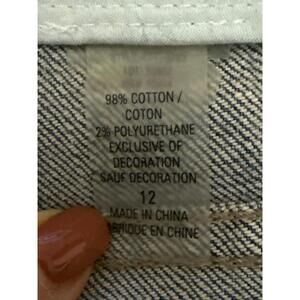 98% COTTON /
COTON
2% POLYURETHANE
EXCLUSIVE OF
DECORATION
SAUF DECORATION
12
MADE IN CHINA
FABRIQUE EN CHINE